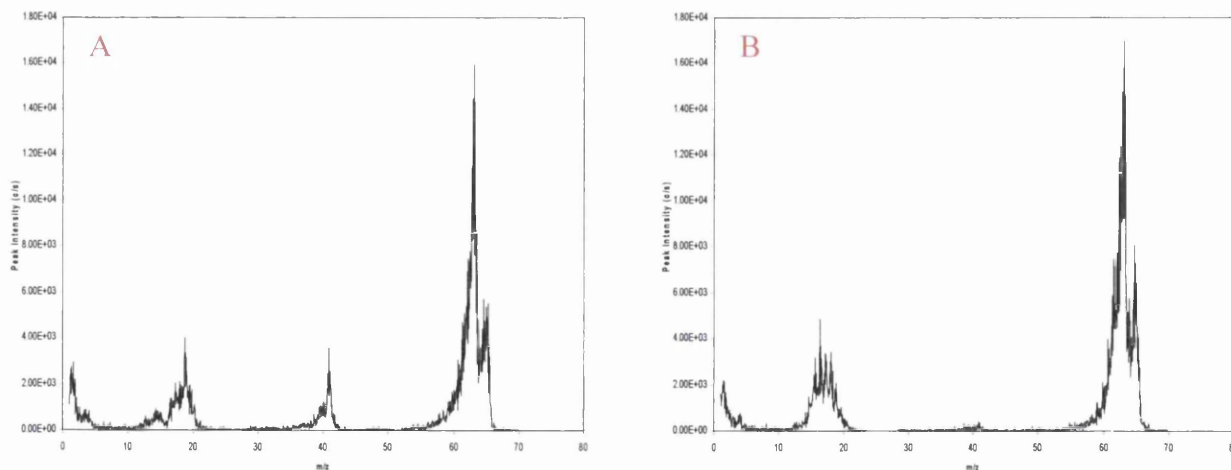 A
1.80E+04
1.60E+04
1.40E+04
1.20E+04
1.00E+04
8.00E+03
6.00E+03
4.00E+03
2.00E+03
0.00E+00
Peak Intensity (c/s)
0 10 20 30 40 50 60 70 80
m/z
B
1.80E+04
1.60E+04
1.40E+04
1.20E+04
1.00E+04
8.00E+03
6.00E+03
4.00E+03
2.00E+03
0.00E+00
Peak Intensity (c/s)
0 10 20 30 40 50 60 70 80
m/z